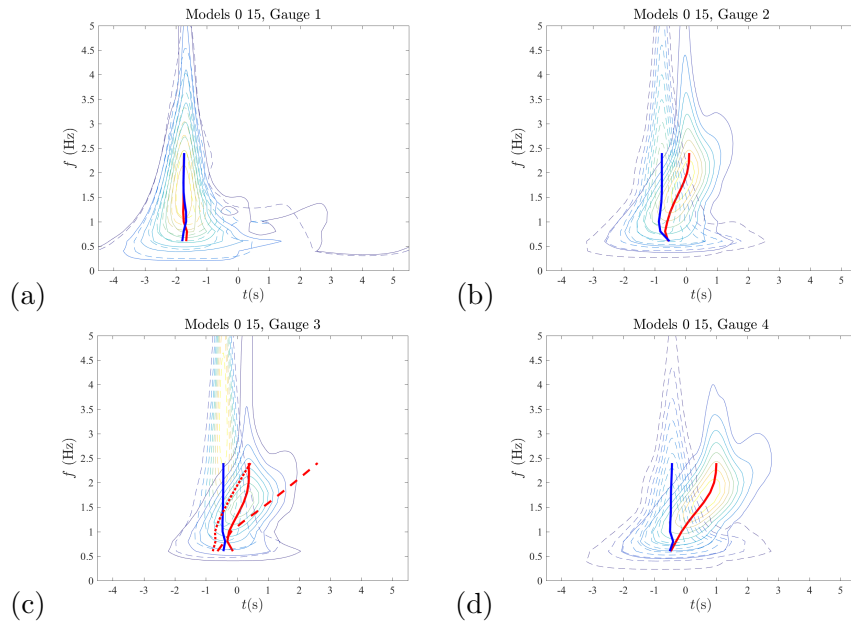 Models 0 15, Gauge 1
5
4.5
4
3.5
3
2.5
2
1.5
1
0.5
0
f (Hz)
-4 -3 -2 -1 0 1 2 3 4 5
t(s)
(a)
Models 0 15, Gauge 2
5
4.5
4
3.5
3
2.5
2
1.5
1
0.5
0
f (Hz)
-4 -3 -2 -1 0 1 2 3 4 5
t(s)
(b)
Models 0 15, Gauge 3
5
4.5
4
3.5
3
2.5
2
1.5
1
0.5
0
f (Hz)
-4 -3 -2 -1 0 1 2 3 4 5
t(s)
(c)
Models 0 15, Gauge 4
5
4.5
4
3.5
3
2.5
2
1.5
1
0.5
0
f (Hz)
-4 -3 -2 -1 0 1 2 3 4 5
t(s)
(d)